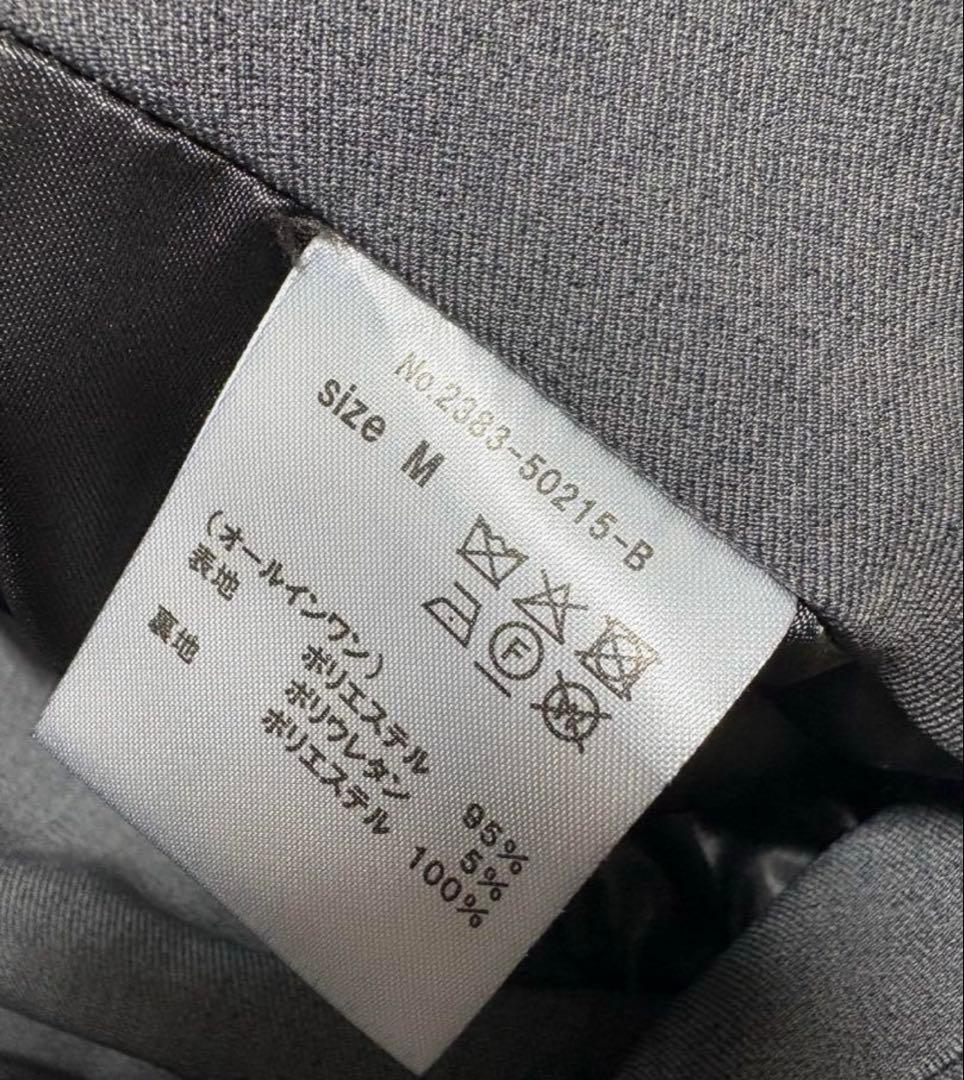 No.2383-50215-B
size M
(オールインワン)
表地 ポリエステル 95%
ポリウレタン 5%
裏地 ポリエステル 100%
F
W